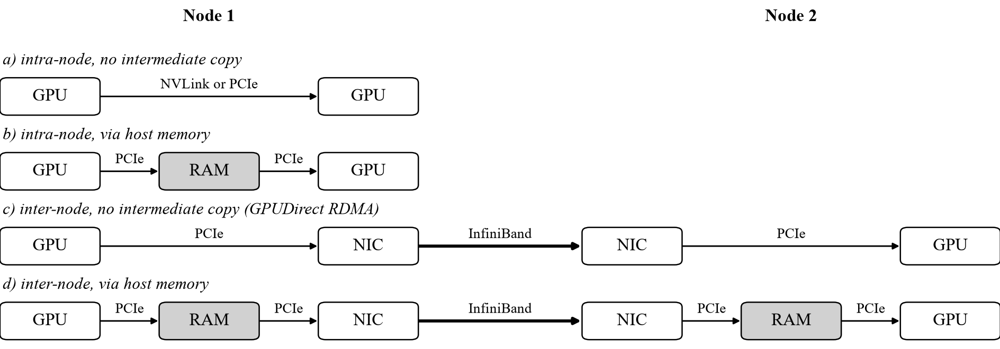 Node 1 Node 2
a) intra-node, no intermediate copy
NVLink or PCIe
GPU GPU
b) intra-node, via host memory
PCIe PCIe
GPU RAM GPU
c) inter-node, no intermediate copy (GPUDirect RDMA)
PCIe InfiniBand PCIe
GPU NIC NIC GPU
d) inter-node, via host memory
PCIe PCIe InfiniBand PCIe PCIe
GPU RAM NIC NIC RAM GPU